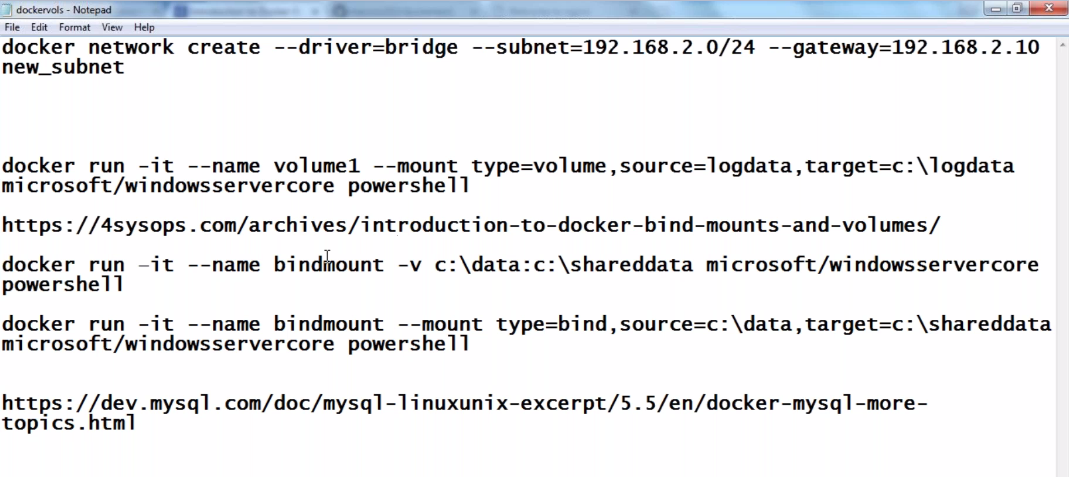 dockervols - Notepad
File Edit Format View Help
docker network create --driver=bridge --subnet=192.168.2.0/24 --gateway=192.168.2.10
new_subnet
docker run -it --name volume1 --mount type=volume,source=logdata,target=c:\logdata
microsoft/windowsservercore powershell
https://4sysops.com/archives/introduction-to-docker-bind-mounts-and-volumes/
docker run –it --name bindmount -v c:\data:c:\shareddata microsoft/windowsservercore
powershell
docker run -it --name bindmount --mount type=bind,source=c:\data,target=c:\shareddata
microsoft/windowsservercore powershell
https://dev.mysql.com/doc/mysql-linuxunix-excerpt/5.5/en/docker-mysql-more-
topics.html